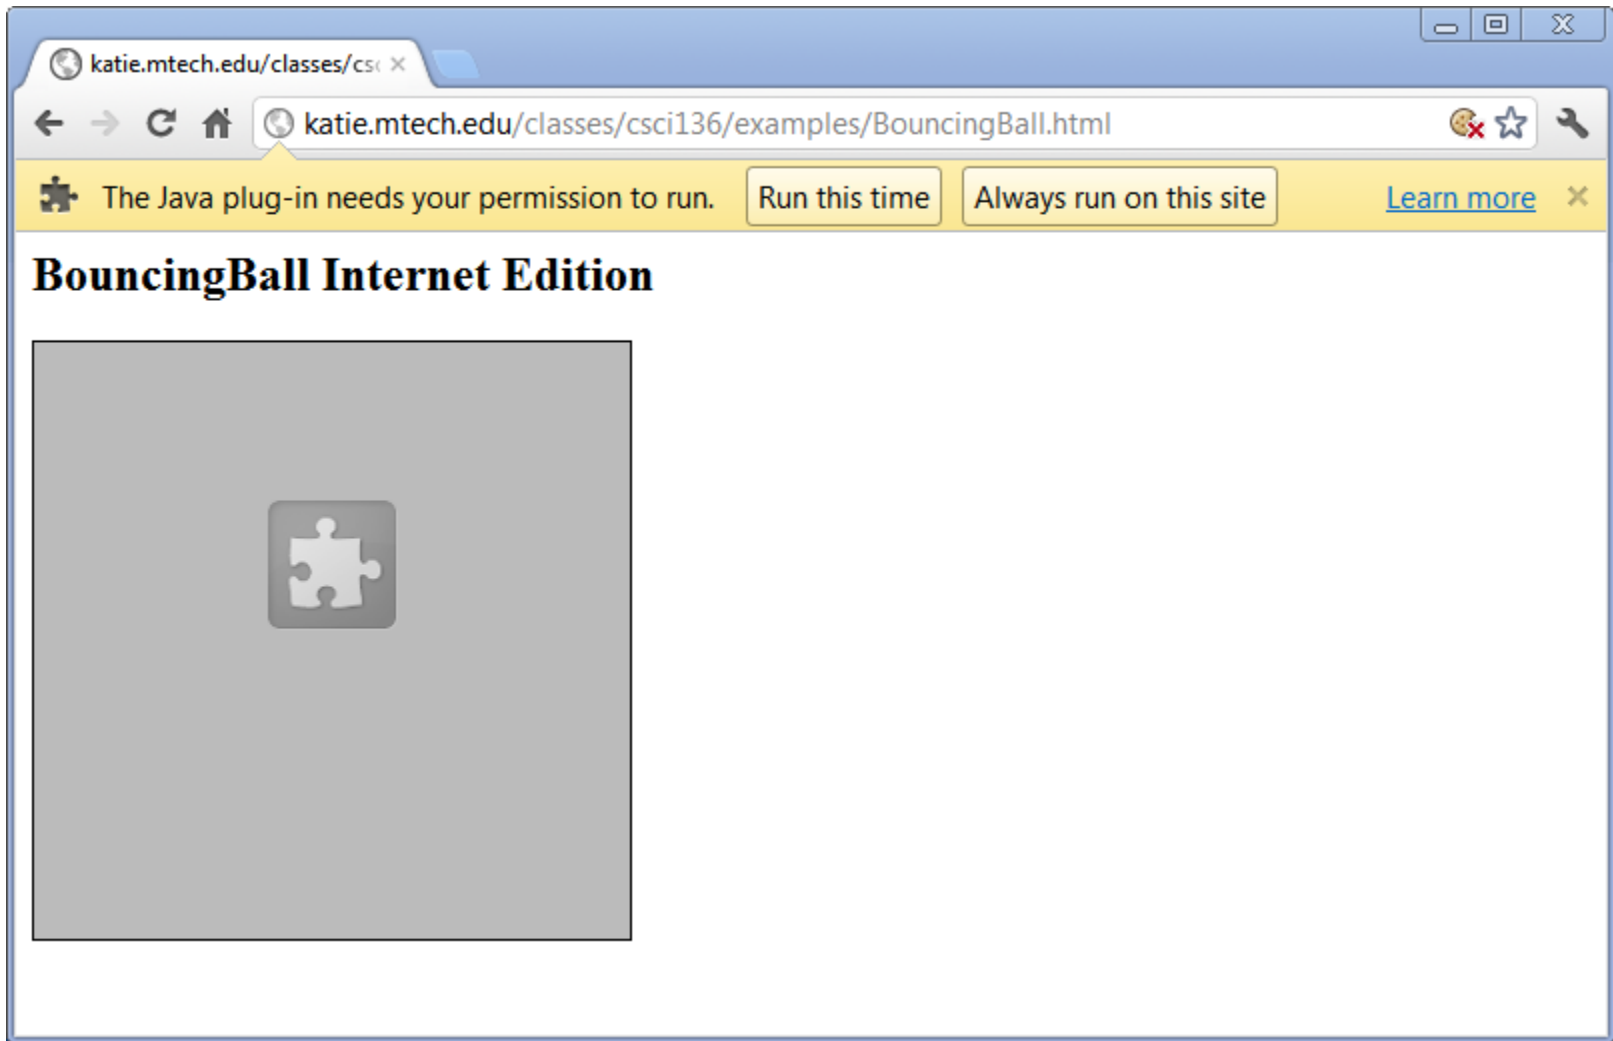 katie.mtech.edu/classes/cs
katie.mtech.edu/classes/csci136/examples/BouncingBall.html
The Java plug-in needs your permission to run. Run this time Always run on this site Learn more
BouncingBall Internet Edition